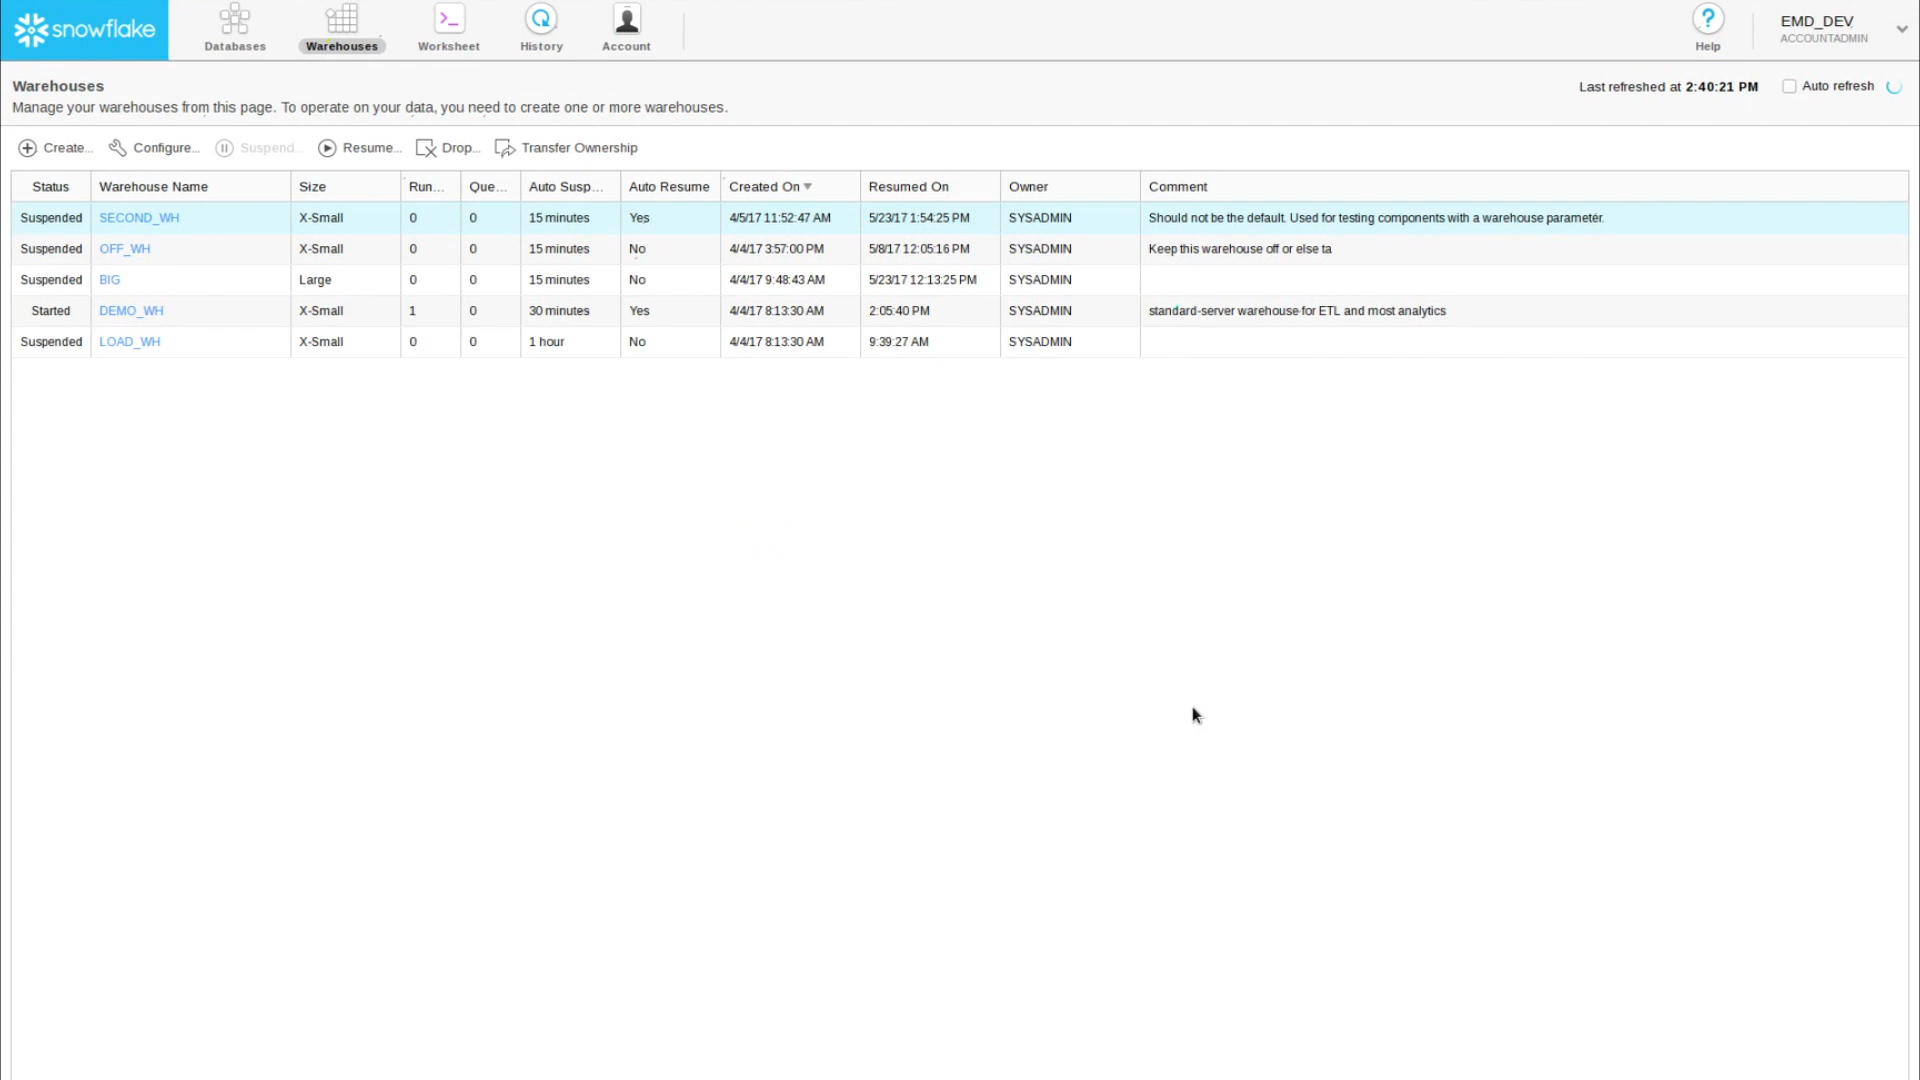 snowflake
Databases Warehouses Worksheet History Account Help EMD_DEV
ACCOUNTADMIN
Warehouses
Manage your warehouses from this page. To operate on your data, you need to create one or more warehouses.
Last refreshed at 2:40:21 PM Auto refresh
Create... Configure... Suspend... Resume... Drop... Transfer Ownership
Status Warehouse Name Size Run... Que... Auto Susp... Auto Resume Created On Resumed On Owner Comment
Suspended SECOND_WH X-Small 0 0 15 minutes Yes 4/5/17 11:52:47 AM 5/23/17 1:54:25 PM SYSADMIN Should not be the default. Used for testing components with a warehouse parameter.
Suspended OFF_WH X-Small 0 0 15 minutes No 4/4/17 3:57:00 PM 5/8/17 12:05:16 PM SYSADMIN Keep this warehouse off or else ta
Suspended BIG Large 0 0 15 minutes No 4/4/17 9:48:43 AM 5/23/17 12:13:25 PM SYSADMIN
Started DEMO_WH X-Small 1 0 30 minutes Yes 4/4/17 8:13:30 AM 2:05:40 PM SYSADMIN standard-server warehouse for ETL and most analytics
Suspended LOAD_WH X-Small 0 0 1 hour No 4/4/17 8:13:30 AM 9:39:27 AM SYSADMIN